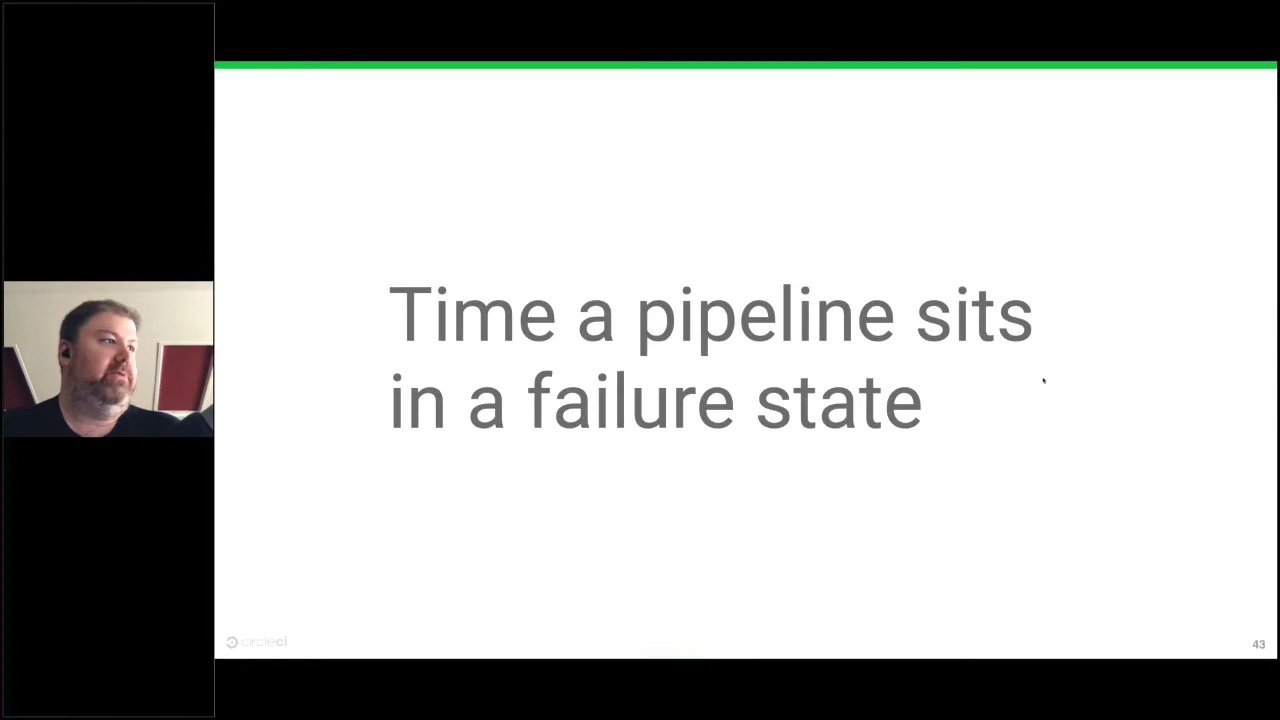 Time a pipeline sits
in a failure state
circleci
43